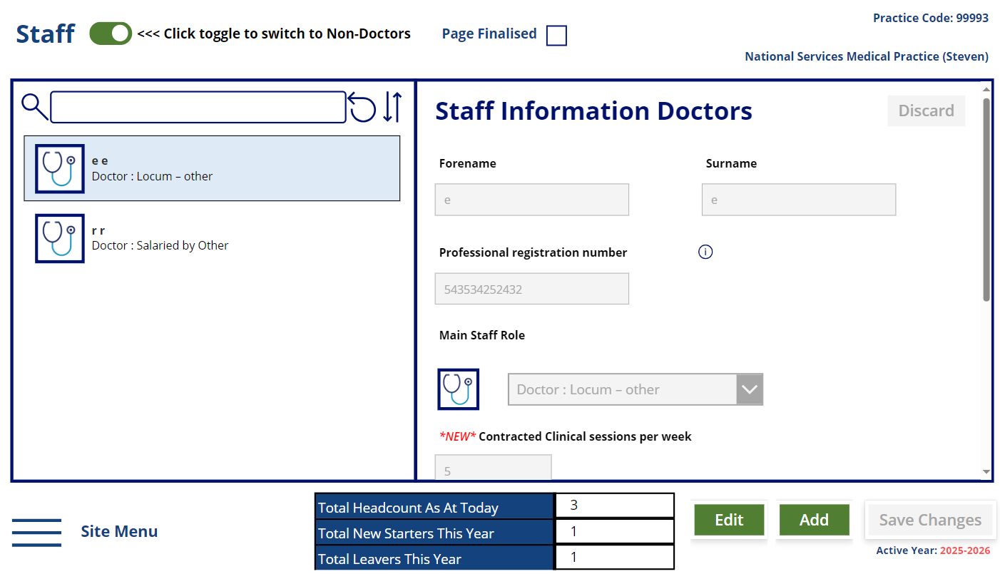 Staff
<<< Click toggle to switch to Non-Doctors
Page Finalised
Practice Code: 99993
National Services Medical Practice (Steven)
e e
Doctor : Locum – other
r r
Doctor : Salaried by Other
Staff Information Doctors
Discard
Forename
Surname
e
e
Professional registration number
i
543534252432
Main Staff Role
Doctor : Locum – other
*NEW* Contracted Clinical sessions per week
5
Site Menu
Total Headcount As At Today
3
Total New Starters This Year
1
Total Leavers This Year
1
Edit
Add
Save Changes
Active Year: 2025-2026